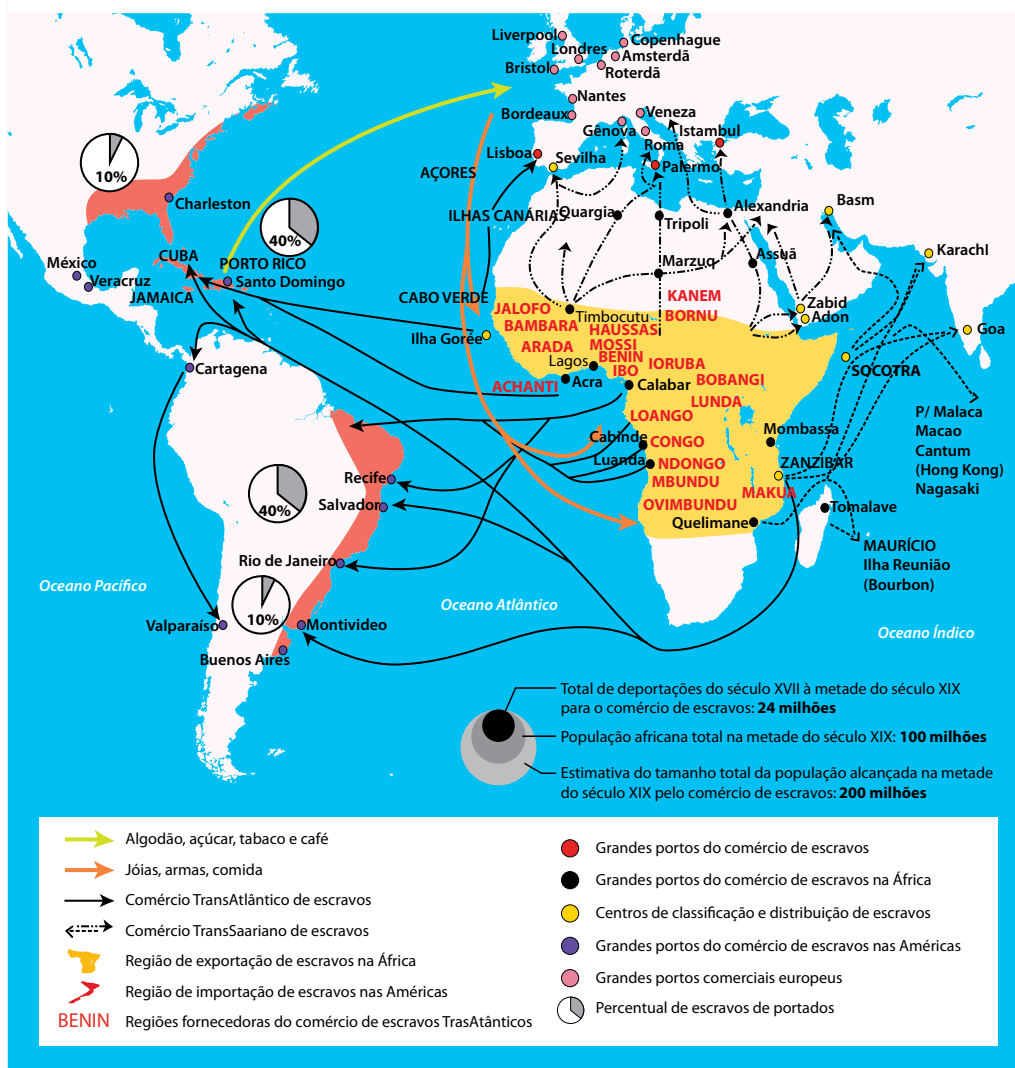 Liverpool
Londres
Copenhague
Amsterdã
Bristol
Roterdã
Nantes
Bordeaux
Veneza
Gênova
Roma
Istambul
Lisboa
Sevilha
Palermo
10%
AÇORES
Charleston
ILHAS CANÁRIAS
Quargia
Tripoli
Alexandria
Basm
40%
CUBA
PORTO RICO
Santo Domingo
México
Veracruz
JAMAICA
Marzuq
Assuã
Karachl
CABO VERDE
KANEM
BORNU
Zabid
Adon
JALOFO
Timbocutu
BAMBARA
HAUSSAS
Ilha Gorée
MOSSI
ARADA
Goa
Lagos
BENIN
IBO
IORUBA
SOCOTRA
Cartagena
ACHANTI
Acra
Calabar
BOBANGI
LUNDA
LOANGO
P/ Malaca
Macao
Cantum
(Hong Kong)
Nagasaki
Mombassa
Cabinde
CONGO
Luanda
NDONGO
ZANZIBAR
MBUNDU
MAKUA
OVIMBUNDU
Quelimane
Tomalave
Recife
40%
Salvador
MAURÍCIO
Ilha Reunião
(Bourbon)
Rio de Janeiro
Oceano Pacífico
10%
Oceano Atlântico
Valparaíso
Montivideo
Oceano Índico
Buenos Aires
Total de deportações do século XVII à metade do século XIX
para o comércio de escravos: 24 milhões
População africana total na metade do século XIX: 100 milhões
Estimativa do tamanho total da população alcançada na metade
do século XIX pelo comércio de escravos: 200 milhões
Algodão, açúcar, tabaco e café
Jóias, armas, comida
Comércio TransAtlântico de escravos
Comércio TransSaariano de escravos
Região de exportação de escravos na África
Região de importação de escravos nas Américas
BENIN Regiões fornecedoras do comércio de escravos TrasAtânticos
Grandes portos do comércio de escravos
Grandes portos do comércio de escravos na África
Centros de classificação e distribuição de escravos
Grandes portos do comércio de escravos nas Américas
Grandes portos comerciais europeus
Percentual de escravos de portados